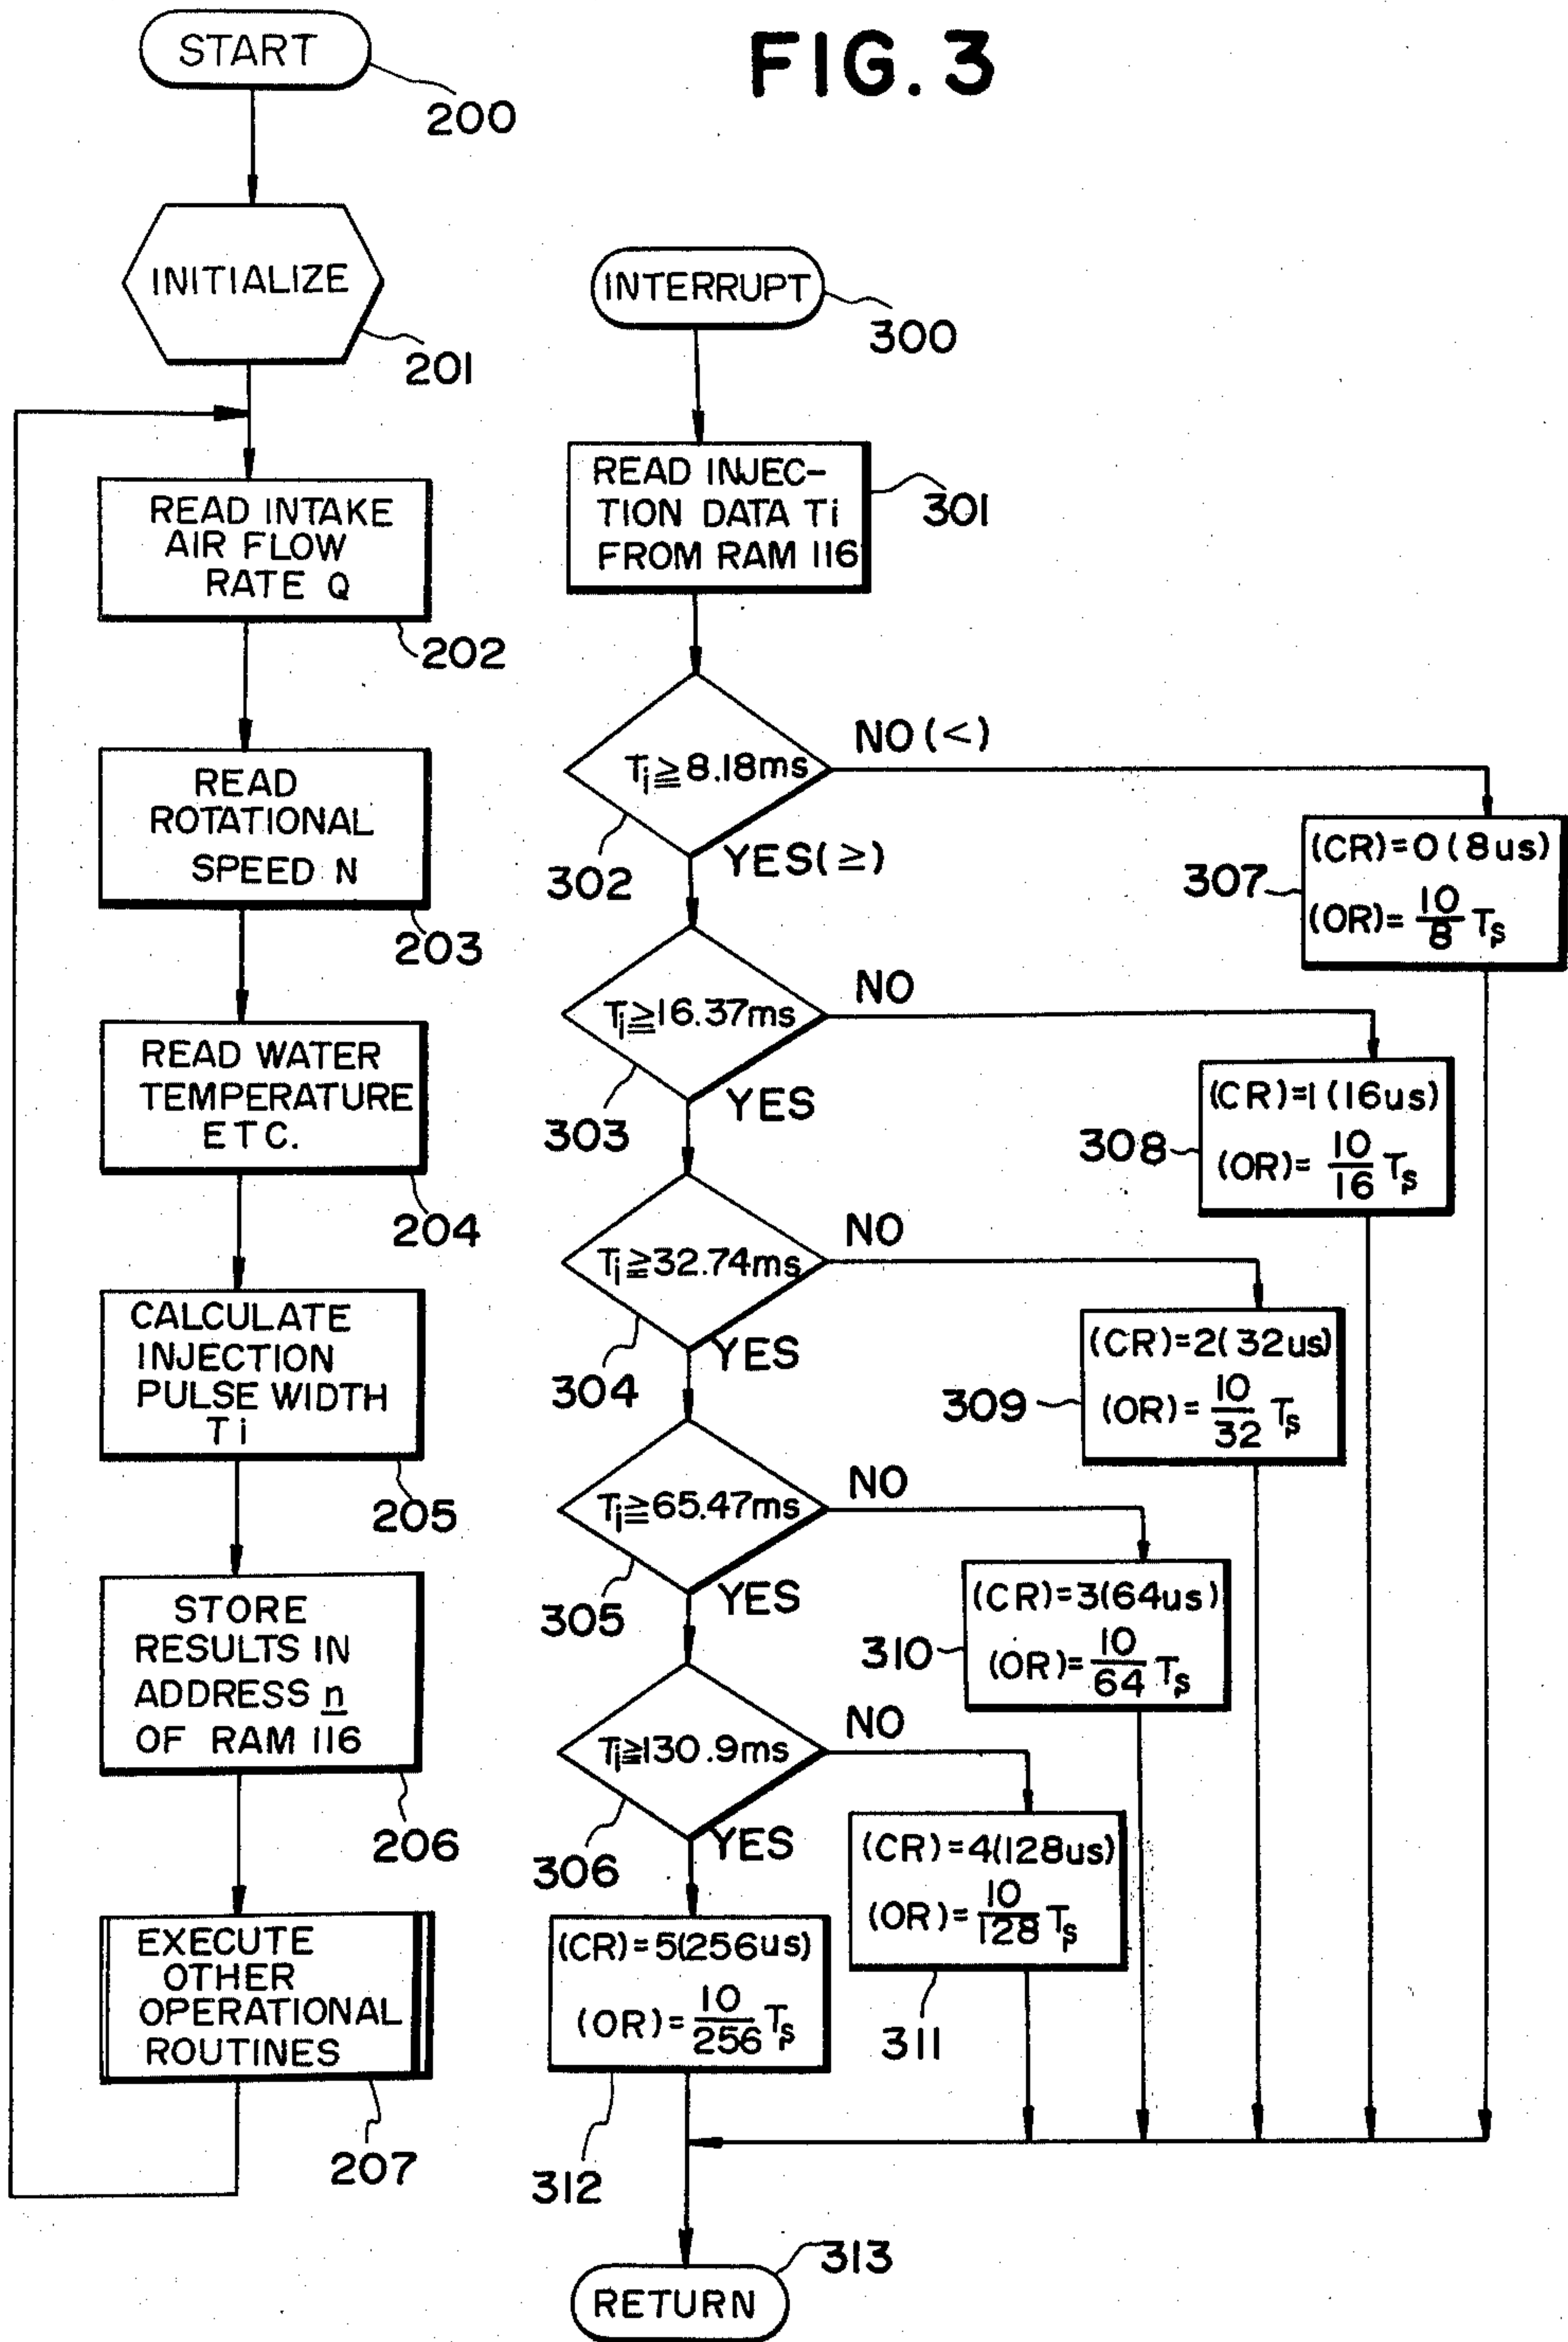 FIG. 3
START
200
INITIALIZE
201
READ INTAKE
AIR FLOW
RATE Q
202
READ
ROTATIONAL
SPEED N
203
READ WATER
TEMPERATURE
ETC.
204
CALCULATE
INJECTION
PULSE WIDTH
Ti
205
STORE
RESULTS IN
ADDRESS n
OF RAM 116
206
EXECUTE
OTHER
OPERATIONAL
ROUTINES
207
INTERRUPT
300
READ INJEC-
TION DATA Ti
FROM RAM 116
301
Ti≧8.18ms
302
NO (<)
YES(≥)
(CR)=0(8us)
(OR)=10/8 Ts
307
Ti≧16.37ms
303
NO
YES
(CR)=1(16us)
(OR)=10/16 Ts
308
Ti≧32.74ms
304
NO
YES
(CR)=2(32us)
(OR)=10/32 Ts
309
Ti≧65.47ms
305
NO
YES
(CR)=3(64us)
(OR)=10/64 Ts
310
Ti≧130.9ms
306
NO
YES
(CR)=4(128us)
(OR)=10/128 Ts
311
(CR)=5(256us)
(OR)=10/256 Ts
312
313
RETURN